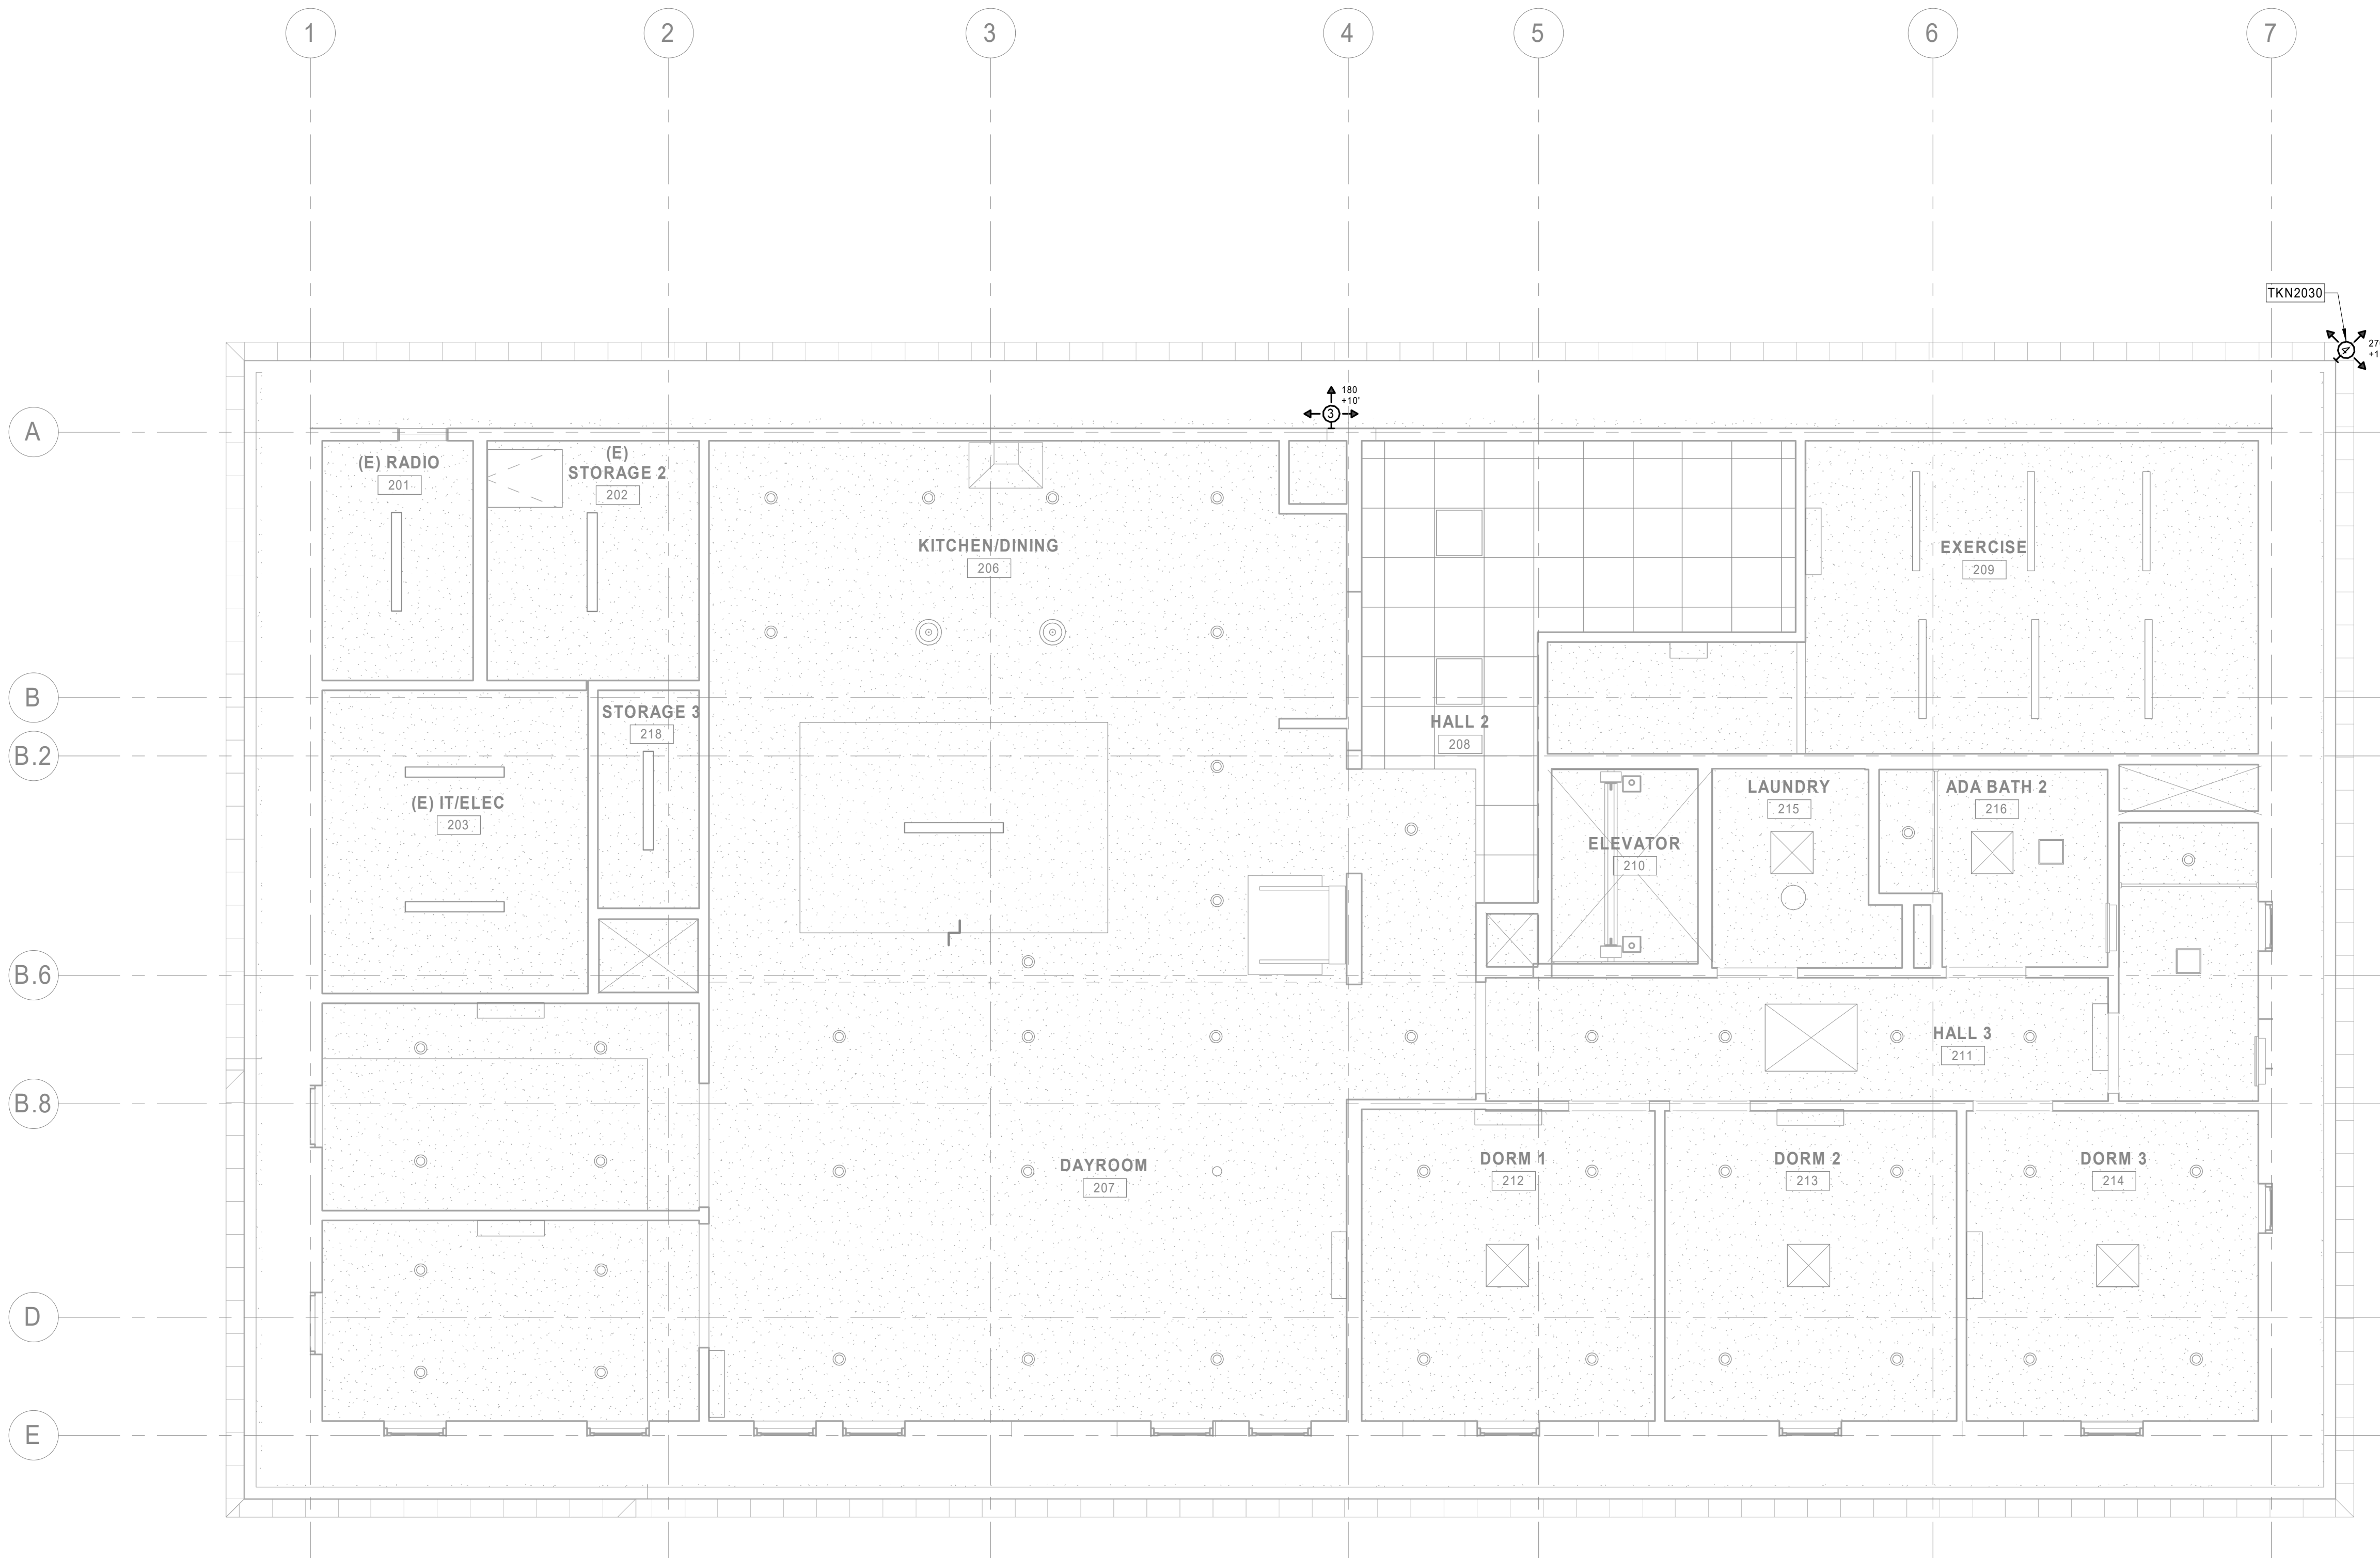 1
2
3
4
5
6
7
TKN2030
180
+10'
A
(E) RADIO
201
(E)
STORAGE 2
202
KITCHEN/DINING
206
EXERCISE
209
B
STORAGE 3
218
HALL 2
208
B.2
(E) IT/ELEC
203
ELEVATOR
210
LAUNDRY
215
ADA BATH 2
216
B.6
HALL 3
211
B.8
DAYROOM
207
DORM 1
212
DORM 2
213
DORM 3
214
D
E
3
4